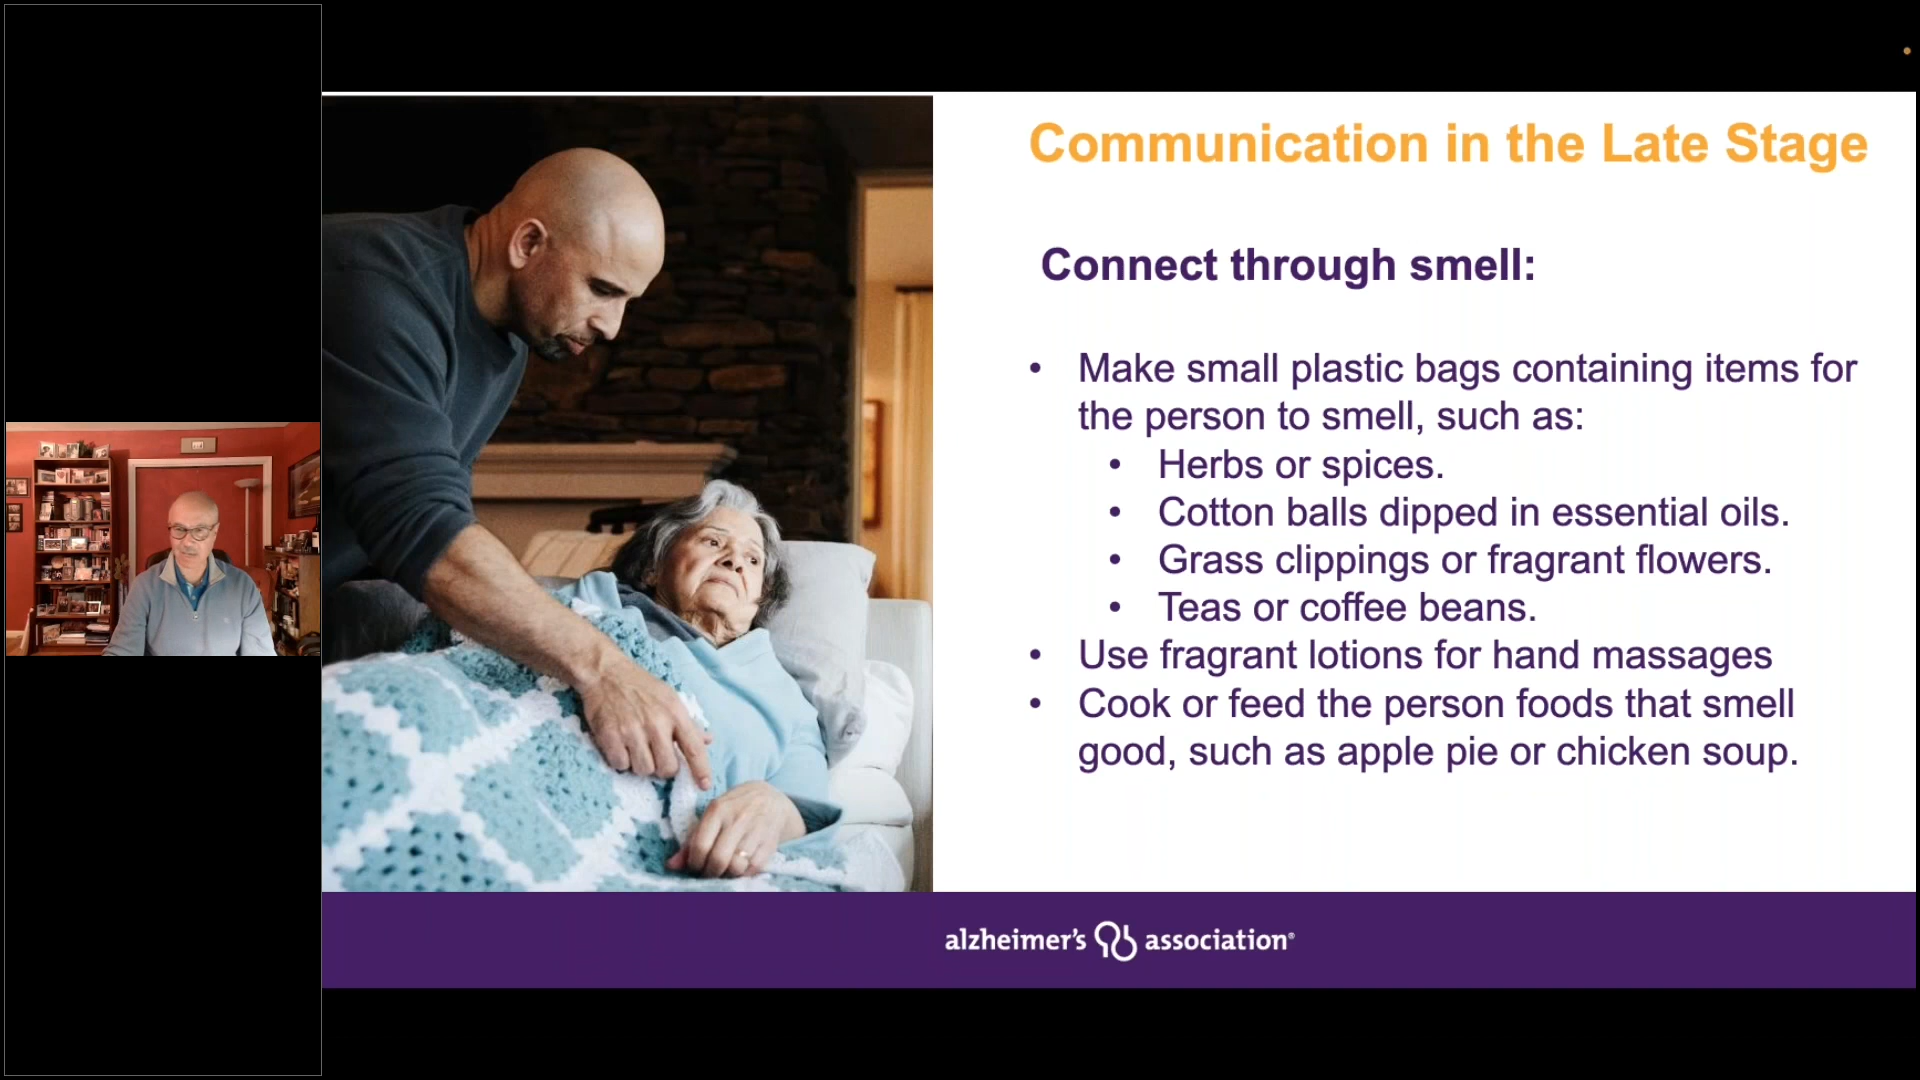 Communication in the Late Stage
Connect through smell:
• Make small plastic bags containing items for
the person to smell, such as:
• Herbs or spices.
• Cotton balls dipped in essential oils.
• Grass clippings or fragrant flowers.
• Teas or coffee beans.
• Use fragrant lotions for hand massages
• Cook or feed the person foods that smell
good, such as apple pie or chicken soup.
alzheimer's association®